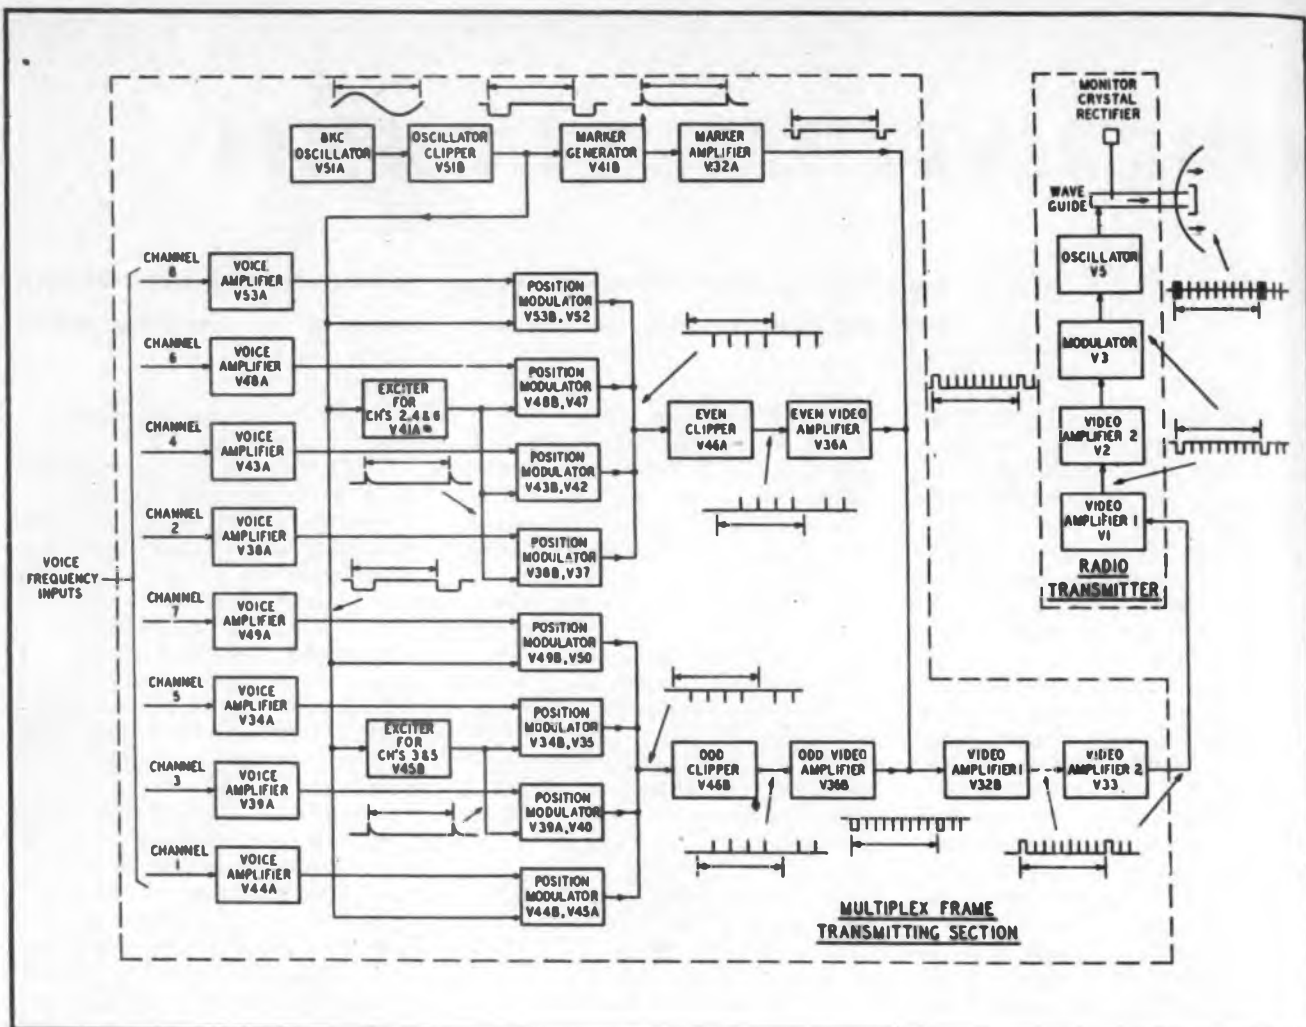 8KC
OSCILLATOR
V51A
OSCILLATOR
CLIPPER
V51B
MARKER
GENERATOR
V41B
MARKER
AMPLIFIER
V32A
MONITOR
CRYSTAL
RECTIFIER
WAVE
GUIDE
OSCILLATOR
V5
MODULATOR
V3
VIDEO
AMPLIFIER 2
V2
VIDEO
AMPLIFIER 1
V1
RADIO
TRANSMITTER
VOICE
FREQUENCY
INPUTS
CHANNEL
8
VOICE
AMPLIFIER
V53A
POSITION
MODULATOR
V53B, V52
CHANNEL
6
VOICE
AMPLIFIER
V48A
POSITION
MODULATOR
V48B, V47
EXCITER
FOR
CH'S 2,4 & 6
V41A
CHANNEL
4
VOICE
AMPLIFIER
V43A
POSITION
MODULATOR
V43B, V42
CHANNEL
2
VOICE
AMPLIFIER
V38A
POSITION
MODULATOR
V38B, V37
EVEN
CLIPPER
V46A
EVEN VIDEO
AMPLIFIER
V36A
CHANNEL
7
VOICE
AMPLIFIER
V49A
POSITION
MODULATOR
V49B, V50
CHANNEL
5
VOICE
AMPLIFIER
V34A
POSITION
MODULATOR
V34B, V35
EXCITER
FOR
CH'S 3&5
V45B
CHANNEL
3
VOICE
AMPLIFIER
V39A
POSITION
MODULATOR
V39A, V40
CHANNEL
1
VOICE
AMPLIFIER
V44A
POSITION
MODULATOR
V44B, V45A
ODD
CLIPPER
V46B
ODD VIDEO
AMPLIFIER
V36B
VIDEO
AMPLIFIER 1
V32B
VIDEO
AMPLIFIER 2
V33
MULTIPLEX FRAME
TRANSMITTING SECTION